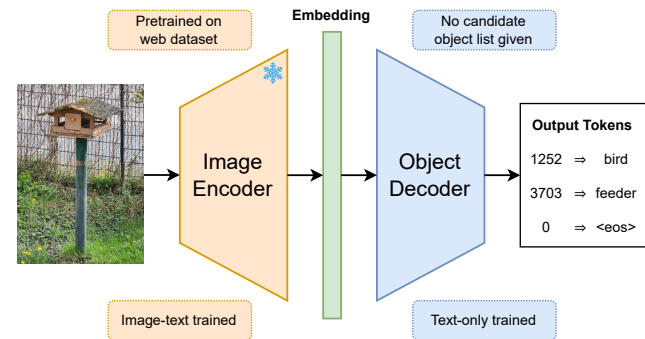 Pretrained on
web dataset
Embedding
No candidate
object list given
Image
Encoder
Object
Decoder
Output Tokens
1252 ⇒ bird
3703 ⇒ feeder
0 ⇒ <eos>
Image-text trained
Text-only trained